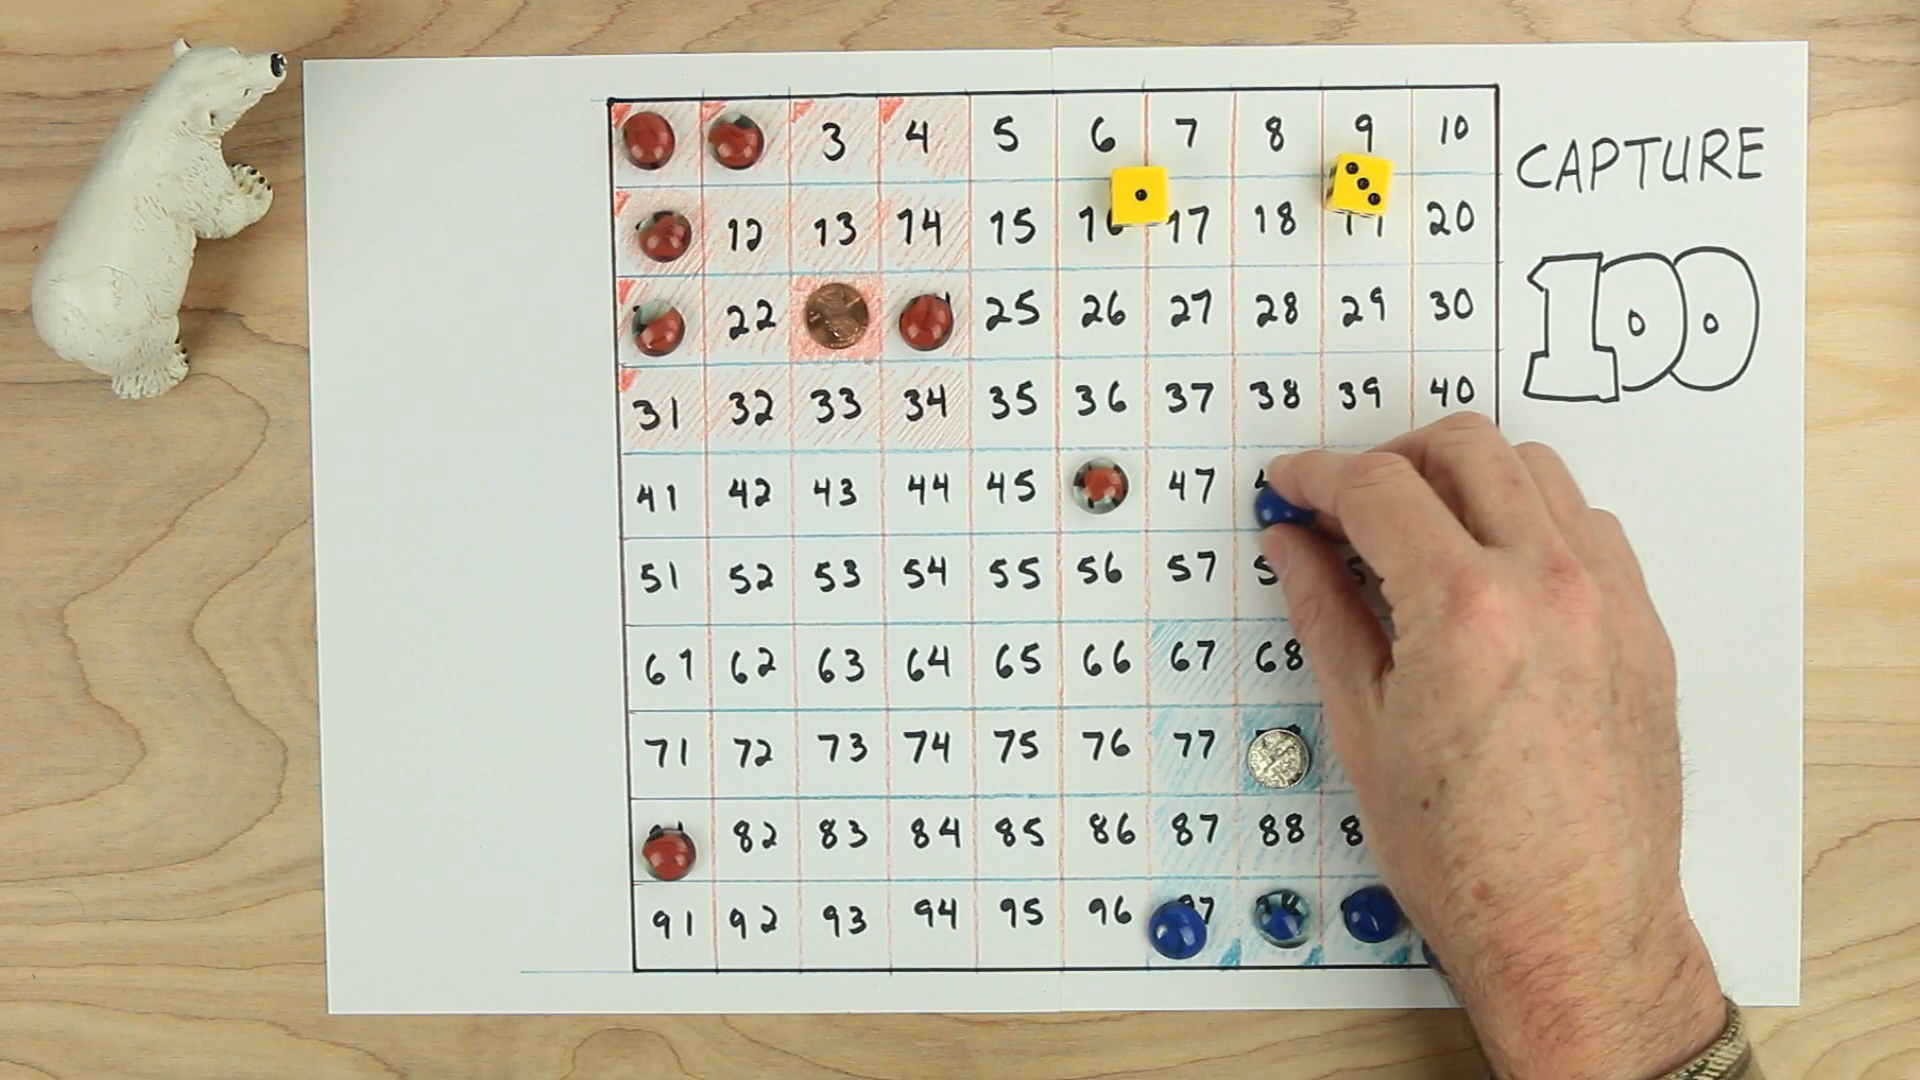 3 4 5 6 7 8 9 10
12 13 14 15 17 18 20
22 25 26 27 28 29 30
31 32 33 34 35 36 37 38 39 40
41 42 43 44 45 47
51 52 53 54 55 56 57
61 62 63 64 65 66 67 68
71 72 73 74 75 76 77
82 83 84 85 86 87 88
91 92 93 94 95 96
CAPTURE
100